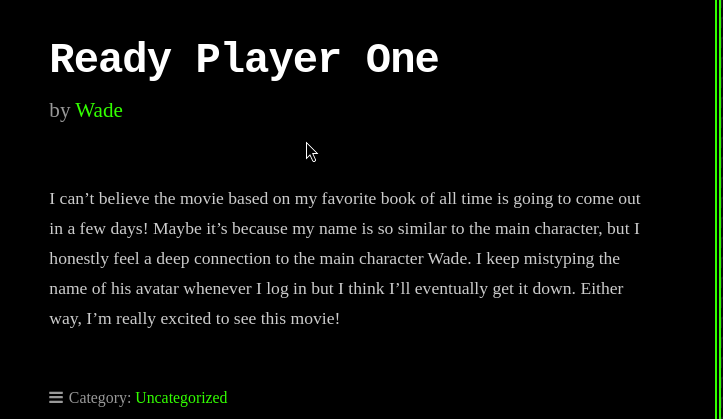 Ready Player One
by Wade
I can’t believe the movie based on my favorite book of all time is going to come out
in a few days! Maybe it’s because my name is so similar to the main character, but I
honestly feel a deep connection to the main character Wade. I keep mistyping the
name of his avatar whenever I log in but I think I’ll eventually get it down. Either
way, I’m really excited to see this movie!
Category: Uncategorized